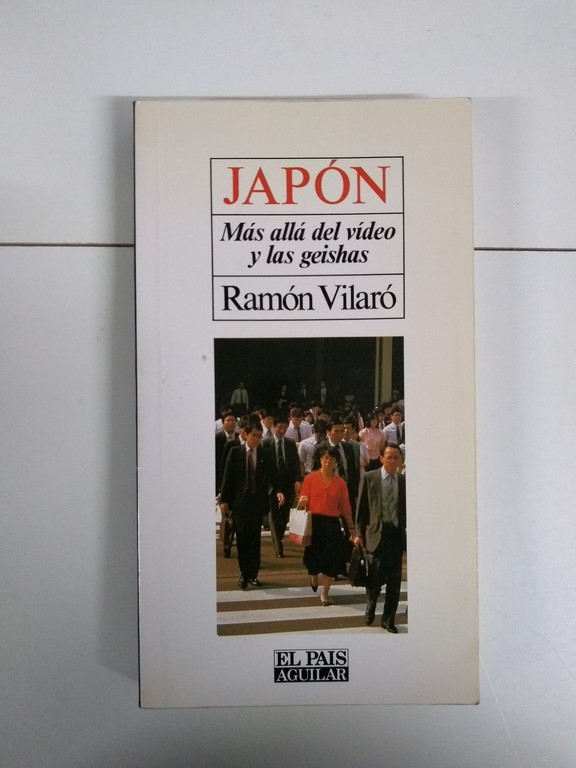 JAPÓN
Más allá del vídeo
y las geishas
Ramón Vilaró
EL PAIS
AGUILAR